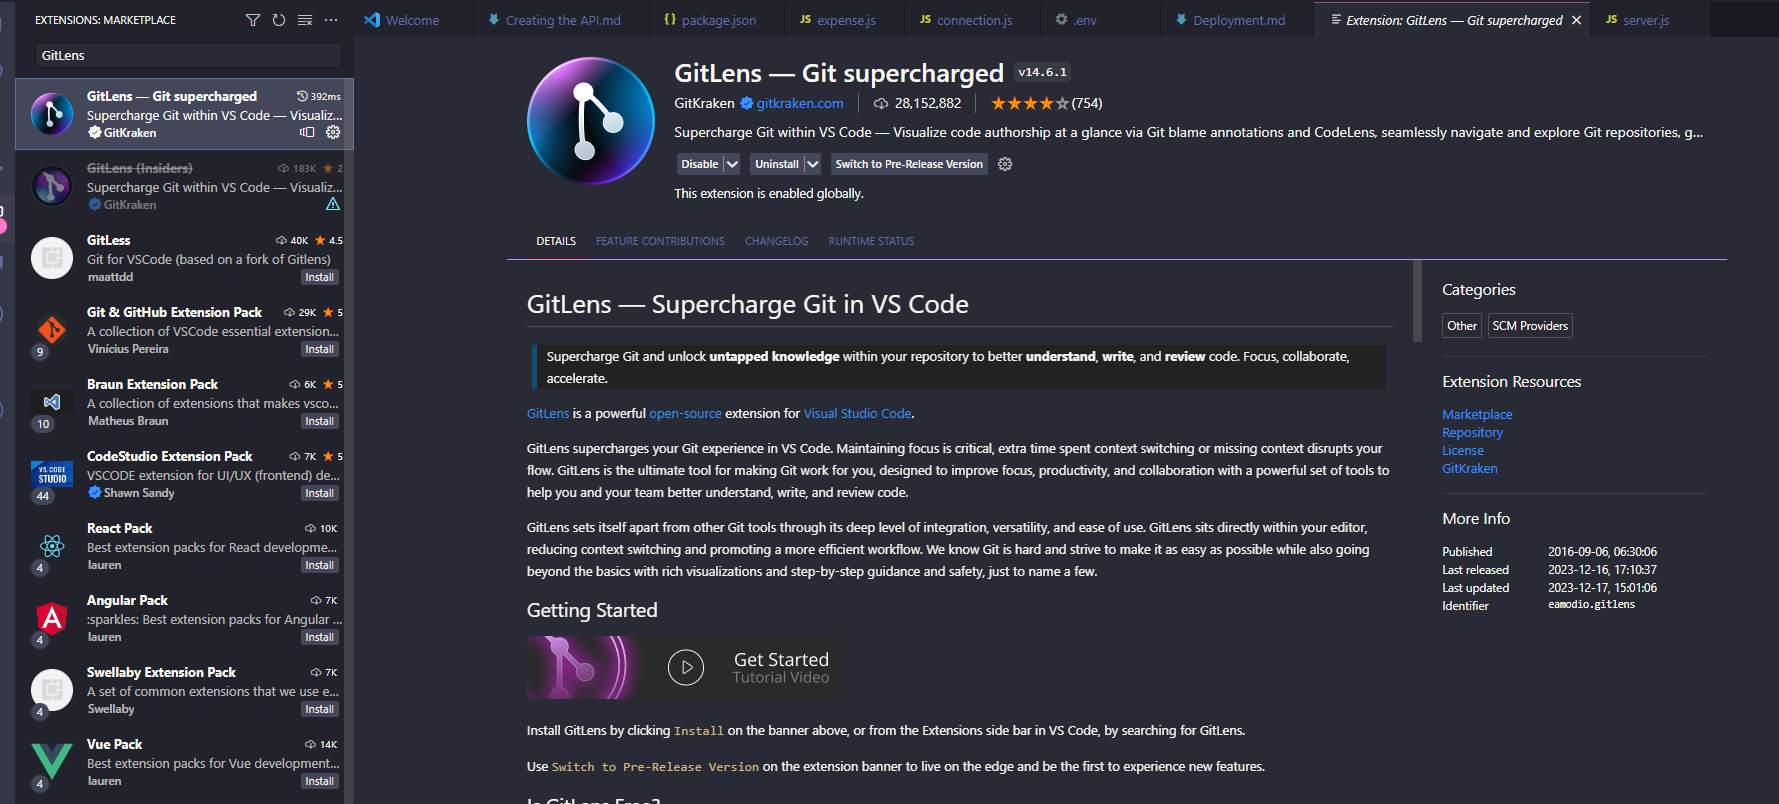 EXTENSIONS: MARKETPLACE
GitLens
GitLens — Git supercharged 392ms
Supercharge Git within VS Code — Visualiz...
GitKraken
GitLens (Insiders) 183K 2
Supercharge Git within VS Code — Visualiz...
GitKraken
GitLess 40K 4.5
Git for VSCode (based on a fork of Gitlens)
maattdd Install
Git & GitHub Extension Pack 29K 5
A collection of VSCode essential extension...
9 Vinícius Pereira Install
Braun Extension Pack 6K 5
A collection of extensions that makes vsco...
10 Matheus Braun Install
CodeStudio Extension Pack 7K 5
VS. CODE STUDIO VSCODE extension for UI/UX (frontend) de...
44 Shawn Sandy Install
React Pack 10K
Best extension packs for React developme...
4 lauren Install
Angular Pack 7K
:sparkles: Best extension packs for Angular ...
4 lauren Install
Swellaby Extension Pack 7K
A set of common extensions that we use e...
4 Swellaby Install
Vue Pack 14K
Best extension packs for Vue development...
4 lauren Install
Welcome Creating the API.md {} package.json JS expense.js JS connection.js .env Deployment.md Extension: GitLens — Git supercharged JS server.js
GitLens — Git supercharged v14.6.1
GitKraken gitkraken.com 28,152,882 (754)
Supercharge Git within VS Code — Visualize code authorship at a glance via Git blame annotations and CodeLens, seamlessly navigate and explore Git repositories, g...
Disable Uninstall Switch to Pre-Release Version
This extension is enabled globally.
DETAILS FEATURE CONTRIBUTIONS CHANGELOG RUNTIME STATUS
GitLens — Supercharge Git in VS Code
Supercharge Git and unlock untapped knowledge within your repository to better understand, write, and review code. Focus, collaborate,
accelerate.
GitLens is a powerful open-source extension for Visual Studio Code.
GitLens supercharges your Git experience in VS Code. Maintaining focus is critical, extra time spent context switching or missing context disrupts your
flow. GitLens is the ultimate tool for making Git work for you, designed to improve focus, productivity, and collaboration with a powerful set of tools to
help you and your team better understand, write, and review code.
GitLens sets itself apart from other Git tools through its deep level of integration, versatility, and ease of use. GitLens sits directly within your editor,
reducing context switching and promoting a more efficient workflow. We know Git is hard and strive to make it as easy as possible while also going
beyond the basics with rich visualizations and step-by-step guidance and safety, just to name a few.
Getting Started
Get Started
Tutorial Video
Install GitLens by clicking Install on the banner above, or from the Extensions side bar in VS Code, by searching for GitLens.
Use Switch to Pre-Release Version on the extension banner to live on the edge and be the first to experience new features.
Is GitLens Free?
Categories
Other SCM Providers
Extension Resources
Marketplace
Repository
License
GitKraken
More Info
Published 2016-09-06, 06:30:06
Last released 2023-12-16, 17:10:37
Last updated 2023-12-17, 15:01:06
Identifier eamodio.gitlens